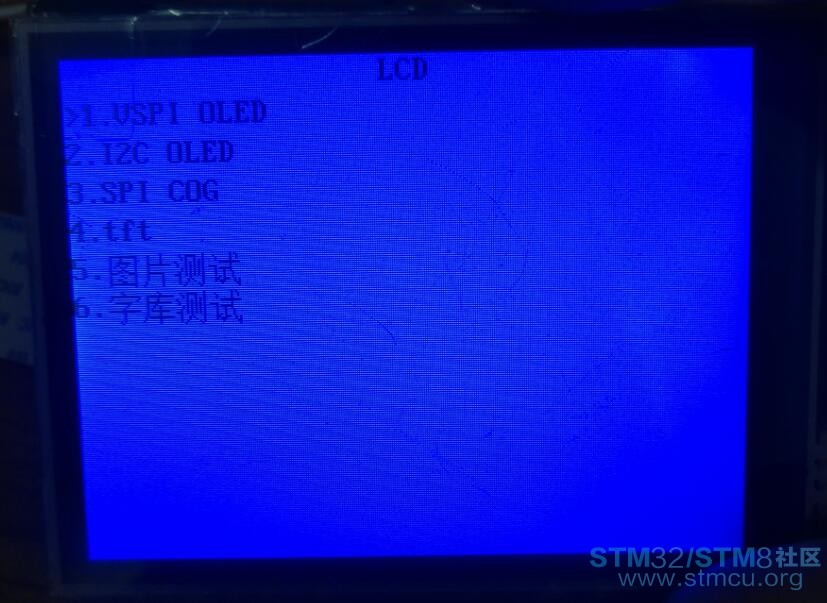 LCD
>1.VSPI OLED
2.I2C OLED
3.SPI COG
4.tft
5.图片测试
6.字库测试
STM32/STM8社区
www.stmcu.org